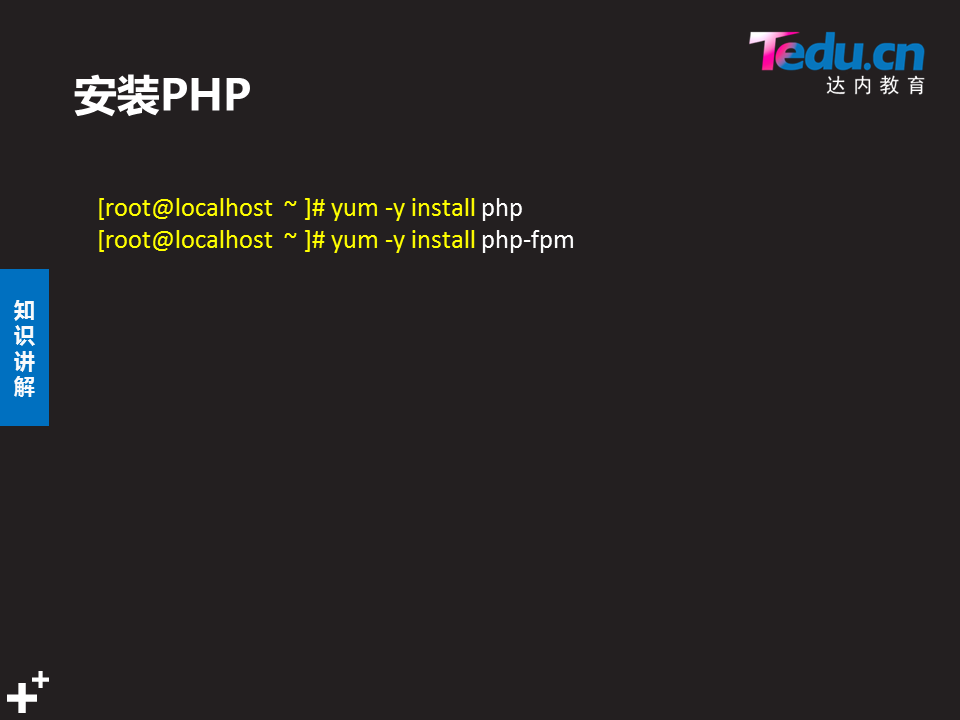 Tedu.cn
达内教育
安装PHP
[root@localhost ~ ]# yum -y install php
[root@localhost ~ ]# yum -y install php-fpm
知
识
讲
解